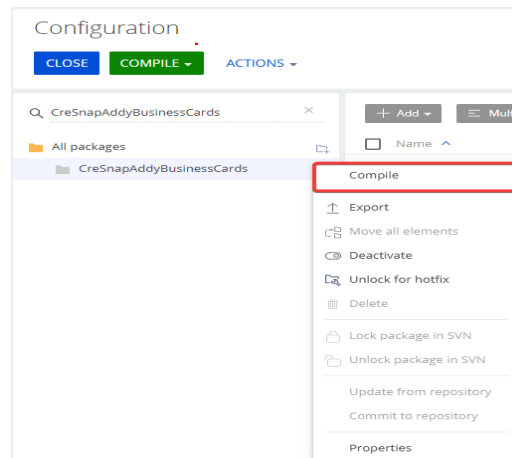 Configuration
CLOSE
COMPILE
ACTIONS
CreSnapAddyBusinessCards
Add
Mult
All packages
Name
CreSnapAddyBusinessCards
Compile
Export
Move all elements
Deactivate
Unlock for hotfix
Delete
Lock package in SVN
Unlock package in SVN
Update from repository
Commit to repository
Properties